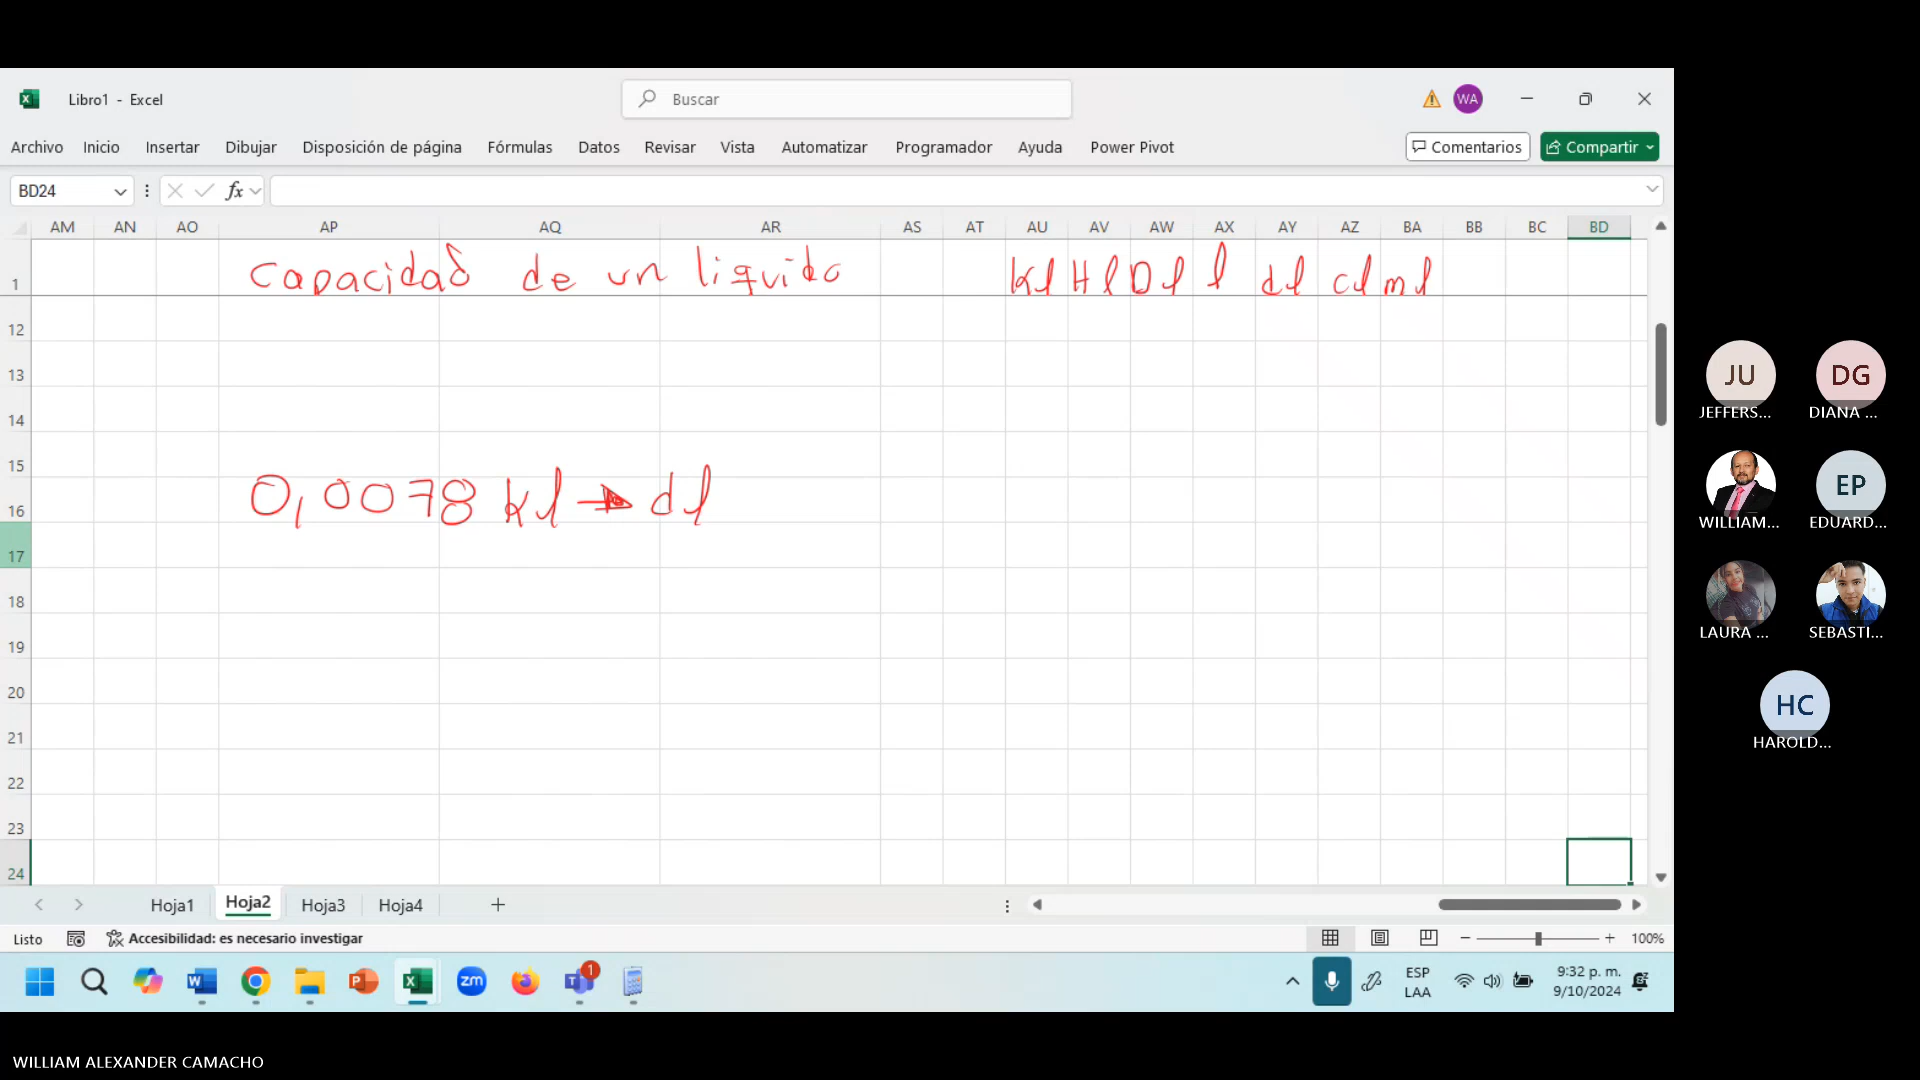 Libro1 - Excel
Buscar
WA
Archivo Inicio Insertar Dibujar Disposición de página Fórmulas Datos Revisar Vista Automatizar Programador Ayuda Power Pivot
Comentarios Compartir
BD24 fx
AM AN AO AP AQ AR AS AT AU AV AW AX AY AZ BA BB BC BD
1 Capacidad de un liquido Kl Hl Dl l dl cl ml
12
13
14
15
16 0,0078 kl → dl
17
18
19
20
21
22
23
24
JU DG
JEFFERS... DIANA ...
EP
WILLIAM... EDUARD...
LAURA ... SEBASTI...
HC
HAROLD...
Hoja1 Hoja2 Hoja3 Hoja4 +
Listo Accesibilidad: es necesario investigar 100%
zm 1
ESP
LAA
9:32 p. m.
9/10/2024
WILLIAM ALEXANDER CAMACHO